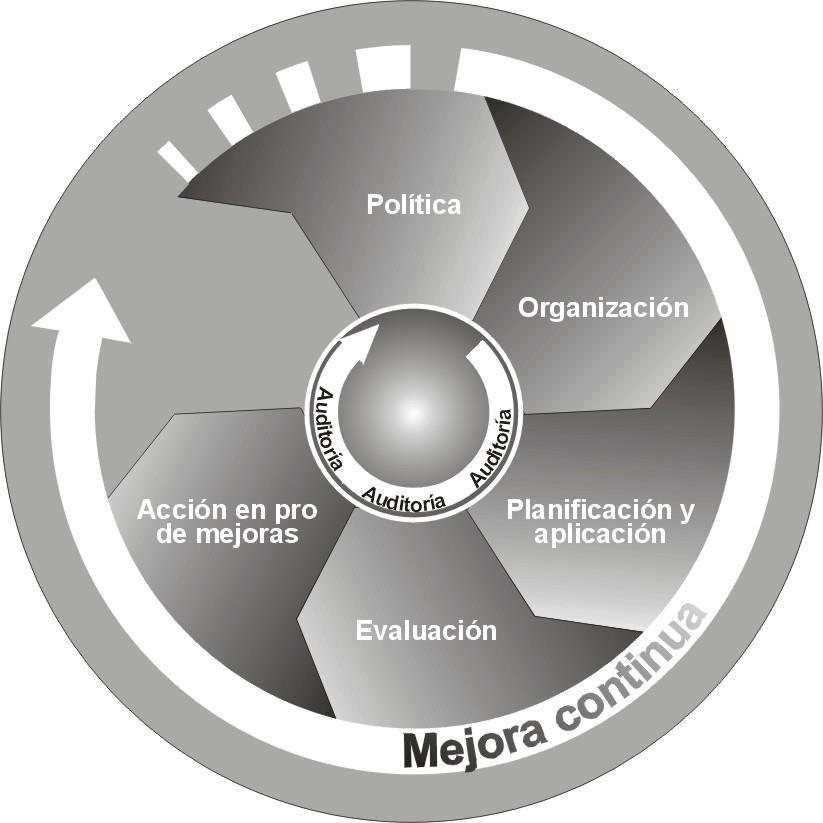 Política
Organización
Planificación y
aplicación
Evaluación
Acción en pro
de mejoras
Auditoría
Auditoría
Auditoría
Mejora continua